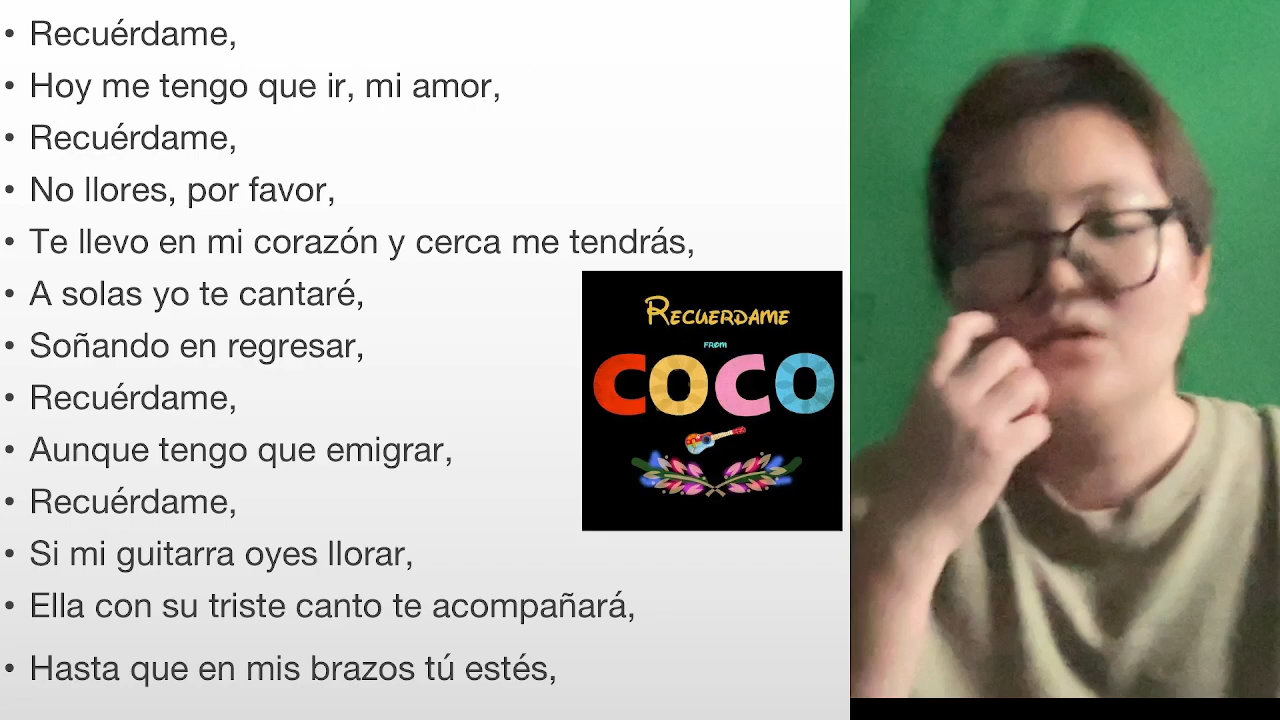 • Recuérdame,
• Hoy me tengo que ir, mi amor,
• Recuérdame,
• No llores, por favor,
• Te llevo en mi corazón y cerca me tendrás,
• A solas yo te cantaré,
• Soñando en regresar,
• Recuérdame,
• Aunque tengo que emigrar,
• Recuérdame,
• Si mi guitarra oyes llorar,
• Ella con su triste canto te acompañará,
• Hasta que en mis brazos tú estés,
RECUERDAME
FROM
COCO